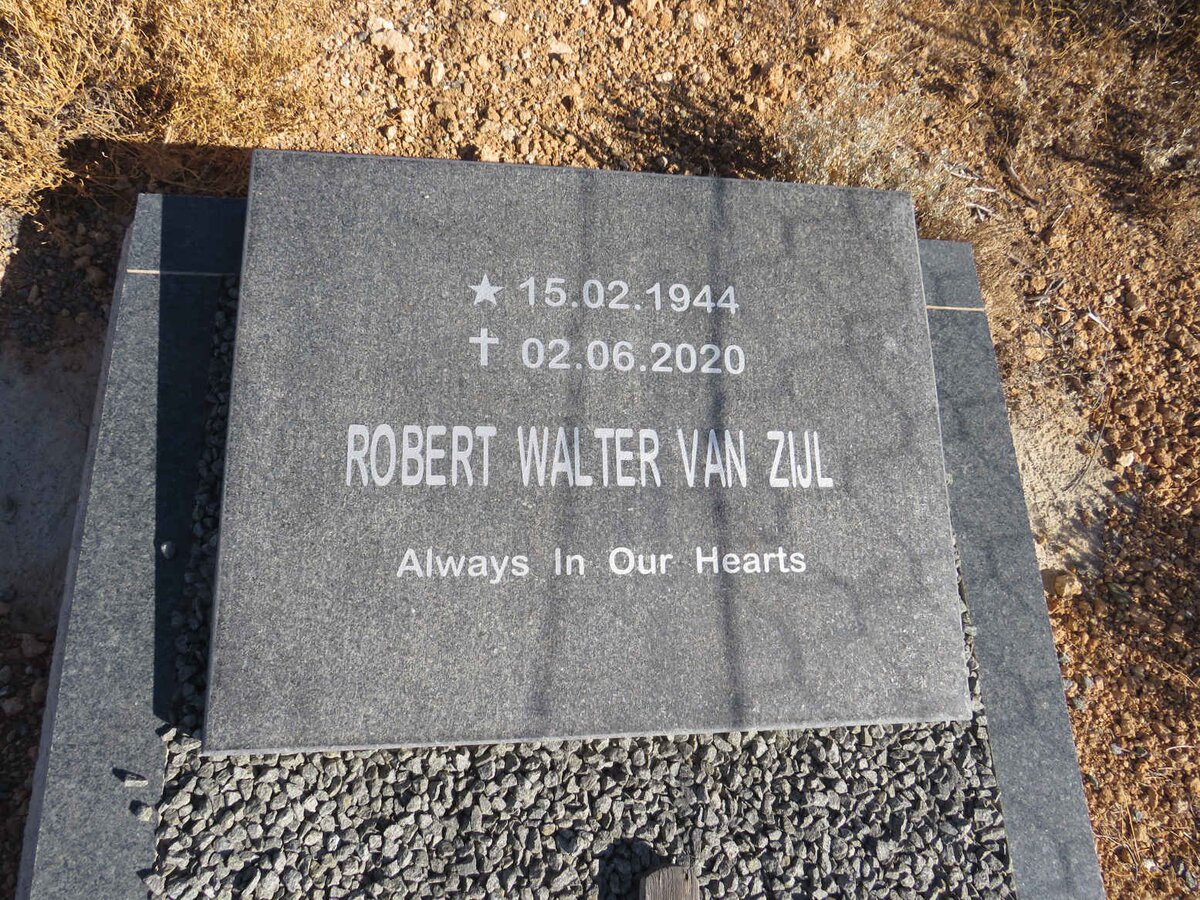 ★ 15.02.1944
✝ 02.06.2020
ROBERT WALTER VAN ZIJL
Always In Our Hearts